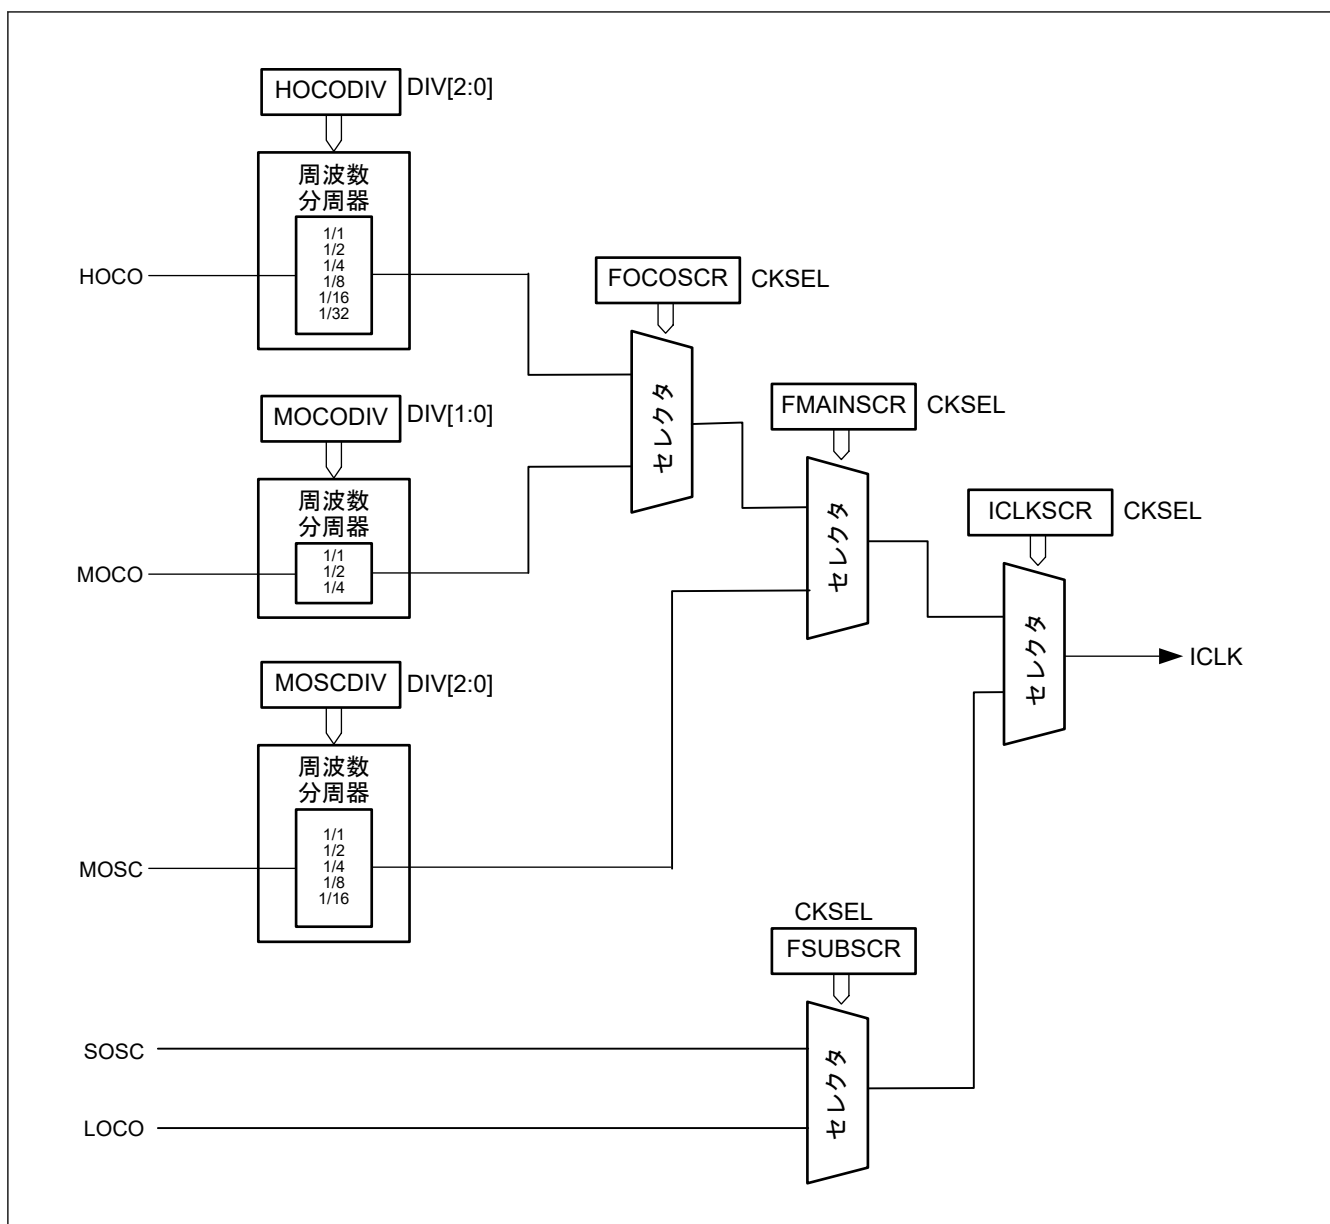 HOCODIV DIV[2:0]
周波数
分周器
1/1
1/2
1/4
1/8
1/16
1/32
HOCO
FOCOSCR CKSEL
セレクタ
MOCODIV DIV[1:0]
周波数
分周器
1/1
1/2
1/4
MOCO
FMAINSCR CKSEL
セレクタ
ICLKSCR CKSEL
セレクタ
ICLK
MOSCDIV DIV[2:0]
周波数
分周器
1/1
1/2
1/4
1/8
1/16
MOSC
CKSEL
FSUBSCR
セレクタ
SOSC
LOCO